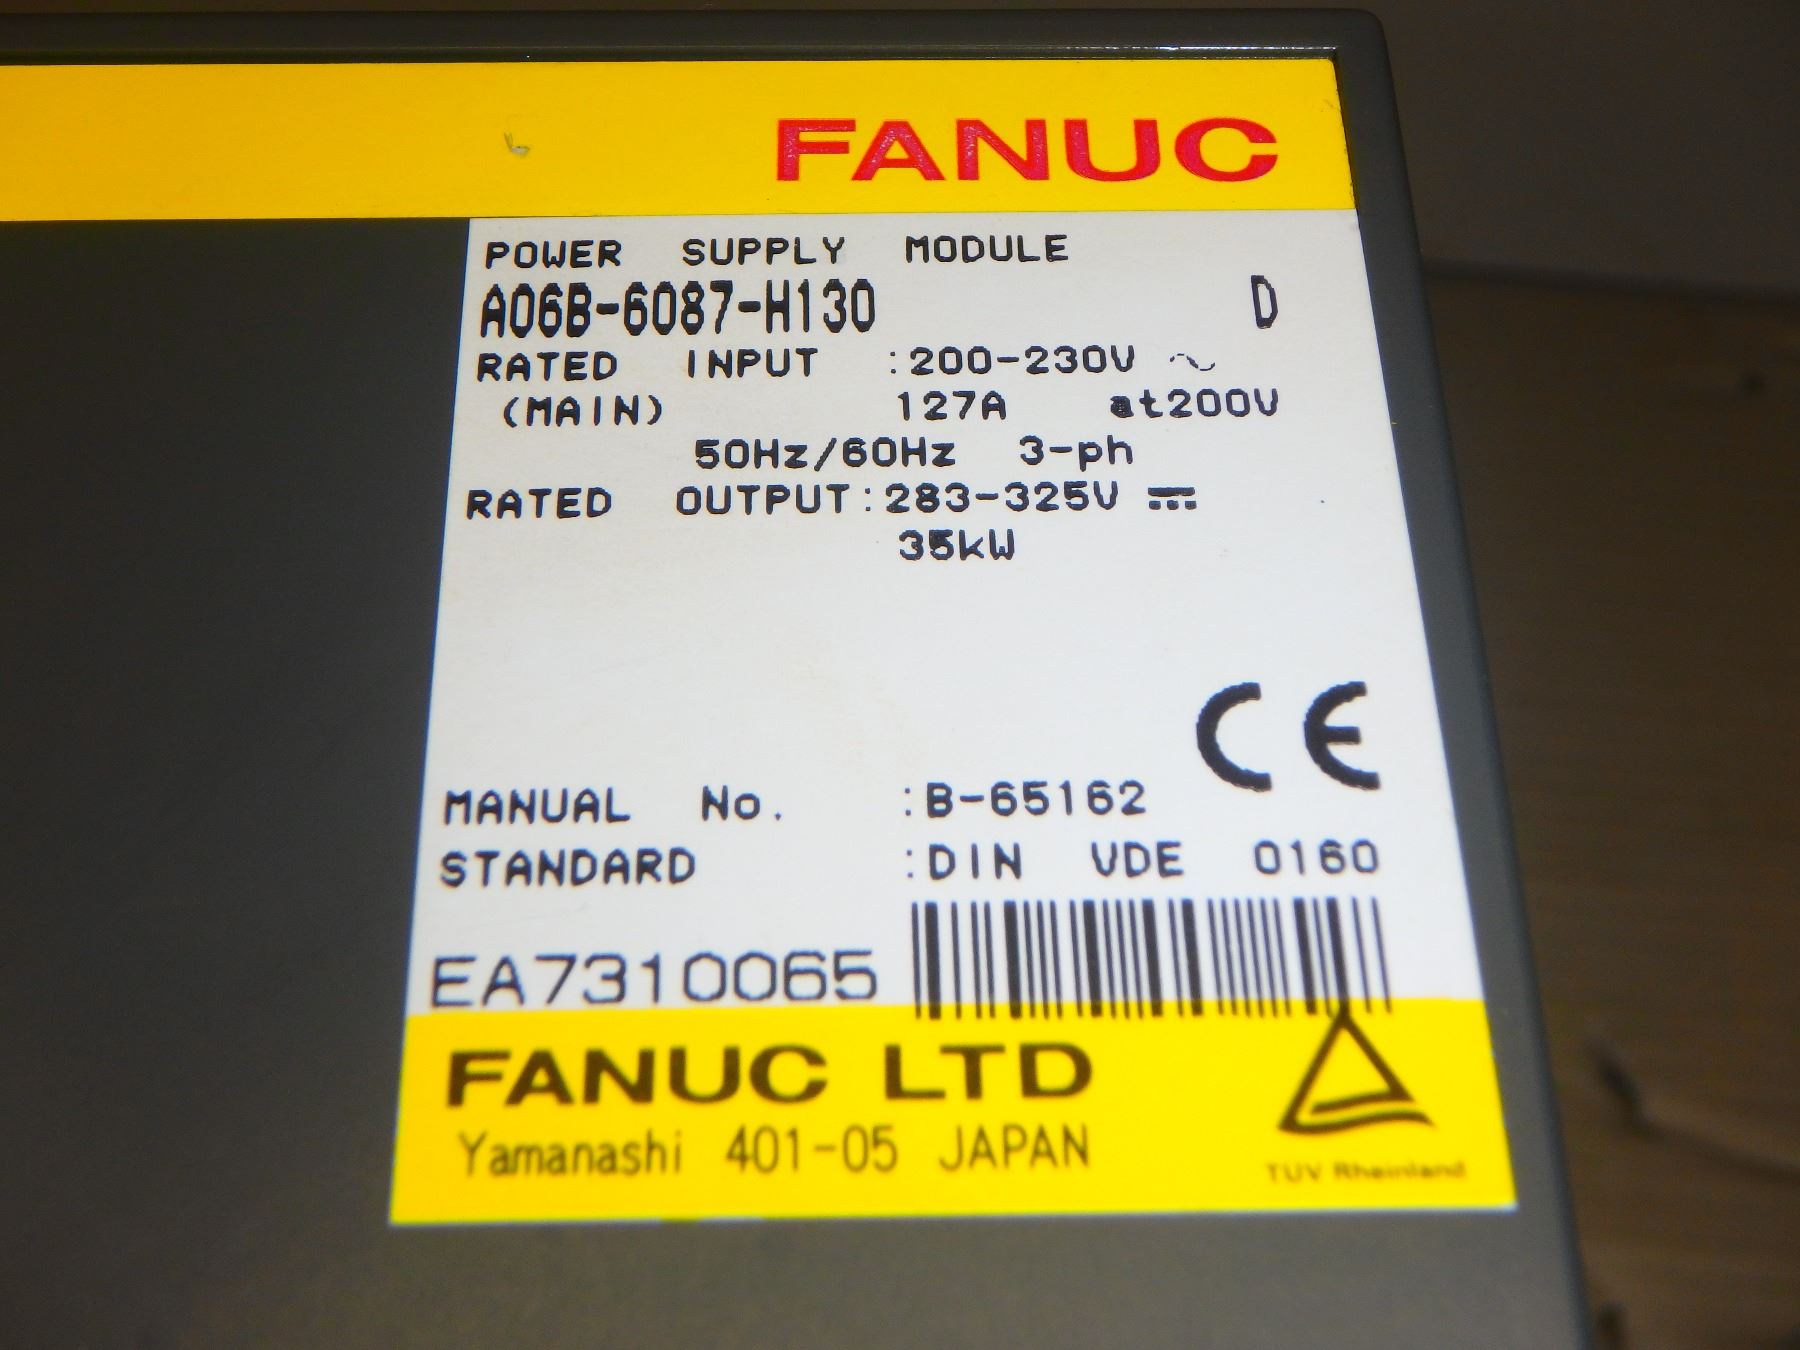 FANUC
POWER SUPPLY MODULE
A06B-6087-H130 D
RATED INPUT :200-230V ~
(MAIN) 127A at200V
50Hz/60Hz 3-ph
RATED OUTPUT:283-325V ⎓
35kW
CE
MANUAL No. :B-65162
STANDARD :DIN VDE 0160
EA7310065
FANUC LTD
Yamanashi 401-05 JAPAN
TUV Rheinland